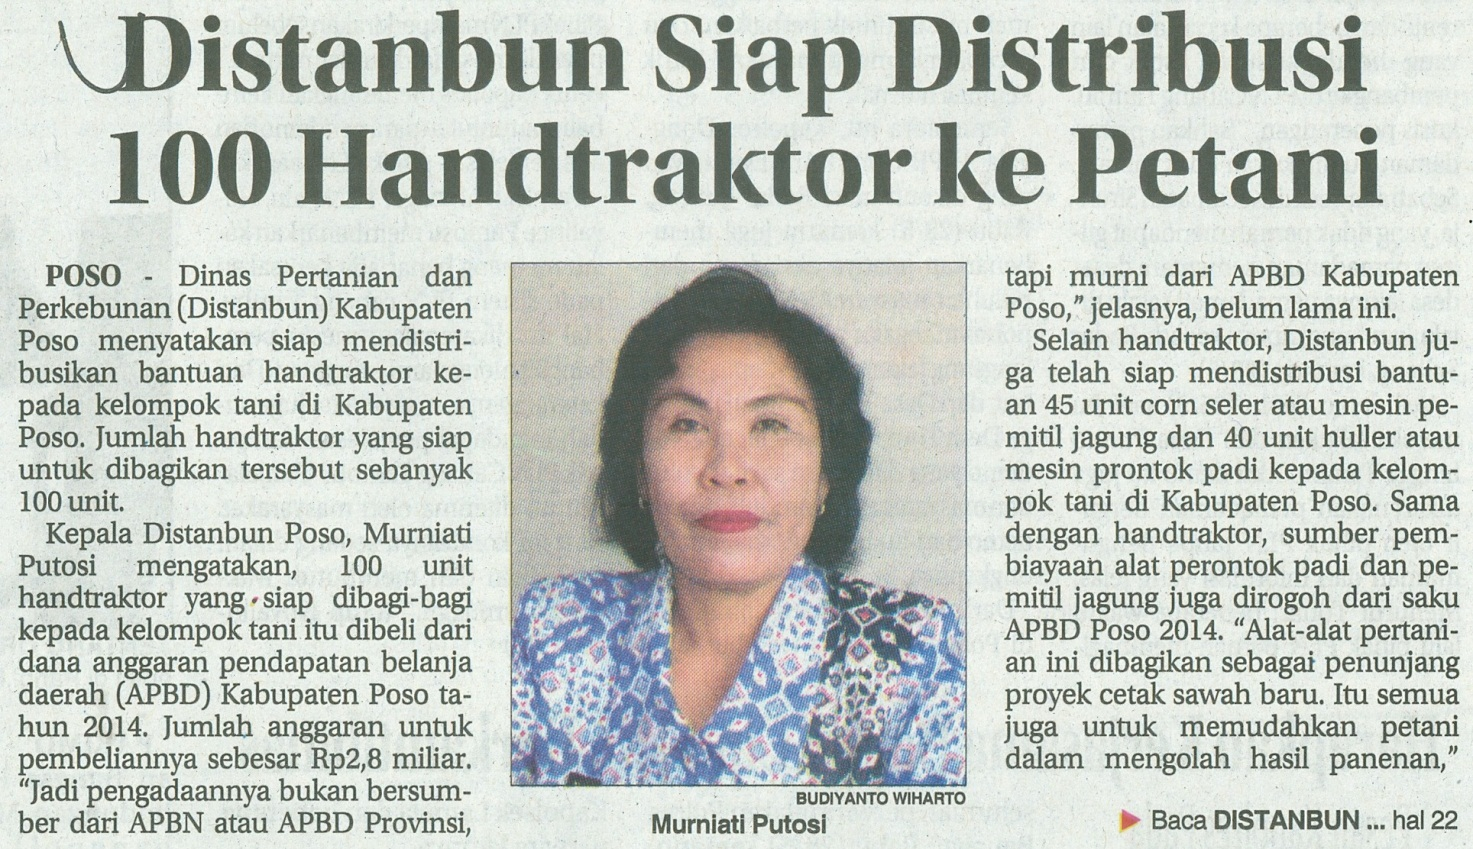 Distanbun Siap Distribusi
100 Handtraktor ke Petani
POSO - Dinas Pertanian dan
Perkebunan (Distanbun) Kabupaten
Poso menyatakan siap mendistri-
busikan bantuan handtraktor ke-
pada kelompok tani di Kabupaten
Poso. Jumlah handtraktor yang siap
untuk dibagikan tersebut sebanyak
100 unit.
Kepala Distanbun Poso, Murniati
Putosi mengatakan, 100 unit
handtraktor yang siap dibagi-bagi
kepada kelompok tani itu dibeli dari
dana anggaran pendapatan belanja
daerah (APBD) Kabupaten Poso ta-
hun 2014. Jumlah anggaran untuk
pembeliannya sebesar Rp2,8 miliar.
“Jadi pengadaannya bukan bersum-
ber dari APBN atau APBD Provinsi,
BUDIYANTO WIHARTO
Murniati Putosi
tapi murni dari APBD Kabupaten
Poso,” jelasnya, belum lama ini.
Selain handtraktor, Distanbun ju-
ga telah siap mendistribusi bantu-
an 45 unit corn seler atau mesin pe-
mitil jagung dan 40 unit huller atau
mesin prontok padi kepada kelom-
pok tani di Kabupaten Poso. Sama
dengan handtraktor, sumber pem-
biayaan alat perontok padi dan pe-
mitil jagung juga dirogoh dari saku
APBD Poso 2014. “Alat-alat pertani-
an ini dibagikan sebagai penunjang
proyek cetak sawah baru. Itu semua
juga untuk memudahkan petani
dalam mengolah hasil panenan,”
Baca DISTANBUN ... hal 22